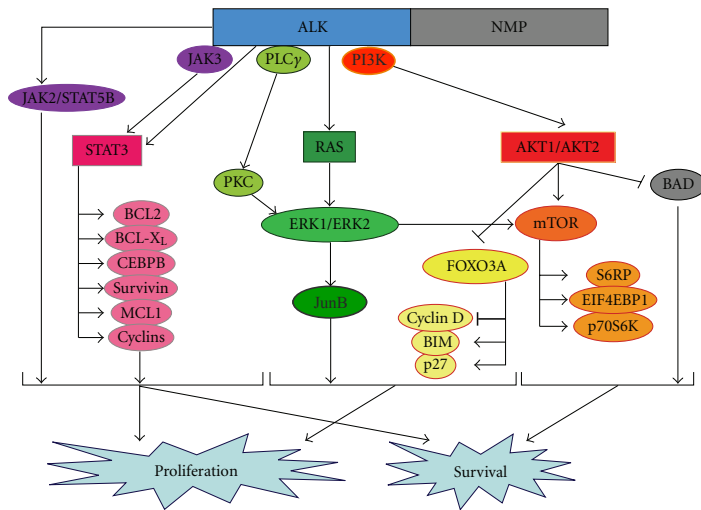 ALK
NMP
JAK3
PLCγ
PI3K
JAK2/STAT5B
STAT3
RAS
AKT1/AKT2
PKC
BAD
BCL2
ERK1/ERK2
mTOR
BCL-XL
CEBPB
FOXO3A
S6RP
Survivin
JunB
EIF4EBP1
MCL1
Cyclin D
p70S6K
Cyclins
BIM
p27
Proliferation
Survival